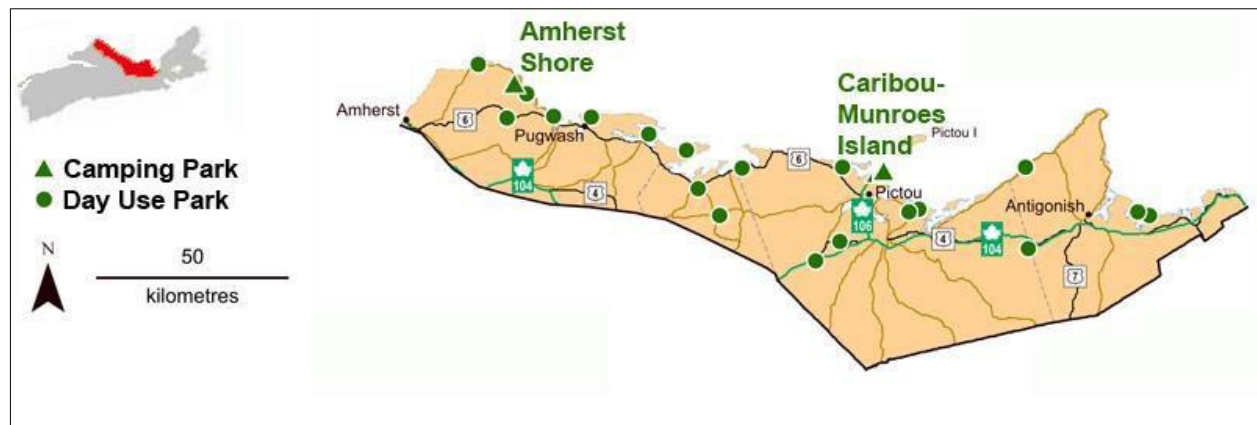 Amherst
Shore
Caribou-
Munroes
Island
Amherst
6
Pugwash
Pictou I
6
Camping Park
Day Use Park
104
4
Pictou
Antigonish
106
4
104
7
N
50
kilometres